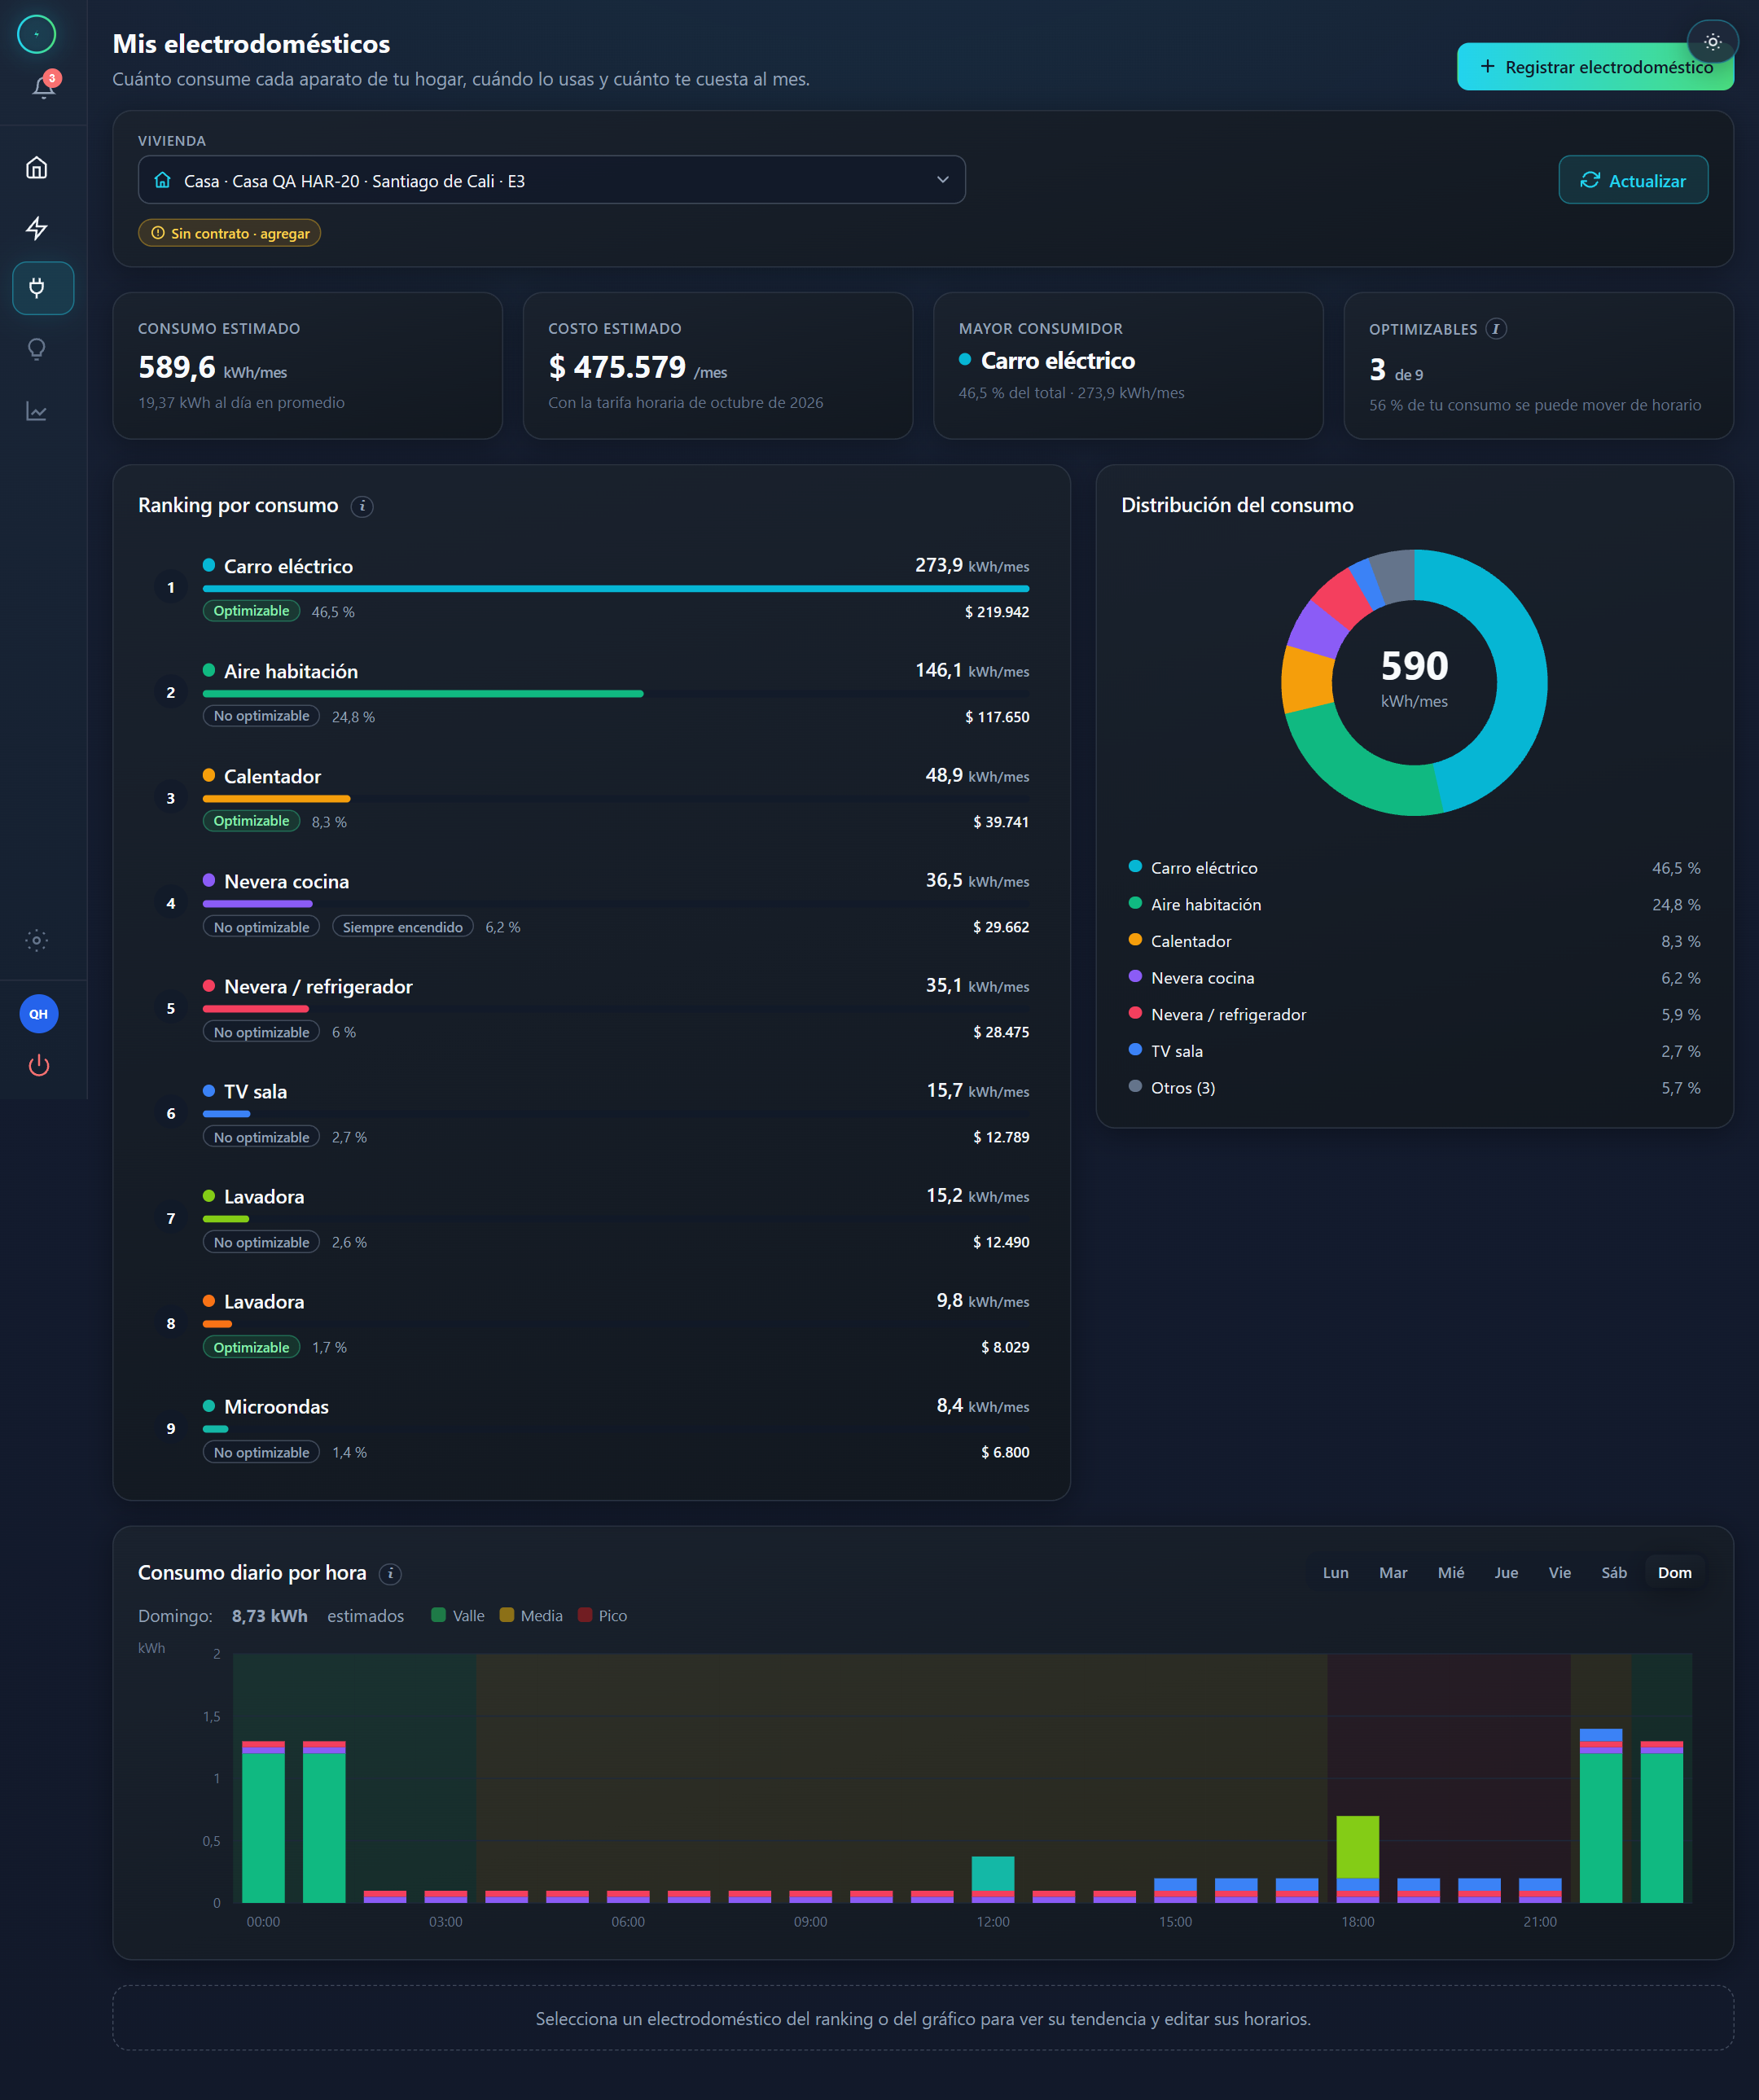 3
Mis electrodomésticos
Cuánto consume cada aparato de tu hogar, cuándo lo usas y cuánto te cuesta al mes.
+ Registrar electrodoméstico
VIVIENDA
Casa · Casa QA HAR-20 · Santiago de Cali · E3
Actualizar
Sin contrato · agregar
CONSUMO ESTIMADO
589,6 kWh/mes
19,37 kWh al día en promedio
COSTO ESTIMADO
$ 475.579 /mes
Con la tarifa horaria de octubre de 2026
MAYOR CONSUMIDOR
Carro eléctrico
46,5 % del total · 273,9 kWh/mes
OPTIMIZABLES i
3 de 9
56 % de tu consumo se puede mover de horario
Ranking por consumo i
1
Carro eléctrico
273,9 kWh/mes
Optimizable 46,5 %
$ 219.942
2
Aire habitación
146,1 kWh/mes
No optimizable 24,8 %
$ 117.650
3
Calentador
48,9 kWh/mes
Optimizable 8,3 %
$ 39.741
4
Nevera cocina
36,5 kWh/mes
No optimizable Siempre encendido 6,2 %
$ 29.662
5
Nevera / refrigerador
35,1 kWh/mes
No optimizable 6 %
$ 28.475
6
TV sala
15,7 kWh/mes
No optimizable 2,7 %
$ 12.789
7
Lavadora
15,2 kWh/mes
No optimizable 2,6 %
$ 12.490
8
Lavadora
9,8 kWh/mes
Optimizable 1,7 %
$ 8.029
9
Microondas
8,4 kWh/mes
No optimizable 1,4 %
$ 6.800
Distribución del consumo
590
kWh/mes
Carro eléctrico 46,5 %
Aire habitación 24,8 %
Calentador 8,3 %
Nevera cocina 6,2 %
Nevera / refrigerador 5,9 %
TV sala 2,7 %
Otros (3) 5,7 %
QH
Consumo diario por hora i
Lun Mar Mié Jue Vie Sáb Dom
Domingo: 8,73 kWh estimados Valle Media Pico
kWh
2
1,5
1
0,5
0
00:00 03:00 06:00 09:00 12:00 15:00 18:00 21:00
Selecciona un electrodoméstico del ranking o del gráfico para ver su tendencia y editar sus horarios.